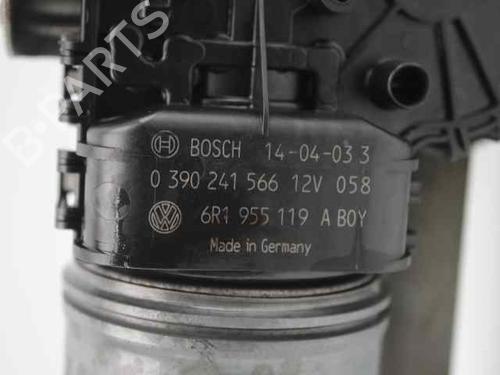 B-PARTS
BOSCH 14-04-03 3
0 390 241 566 12V 058
6R1 955 119 A BOY
Made in Germany